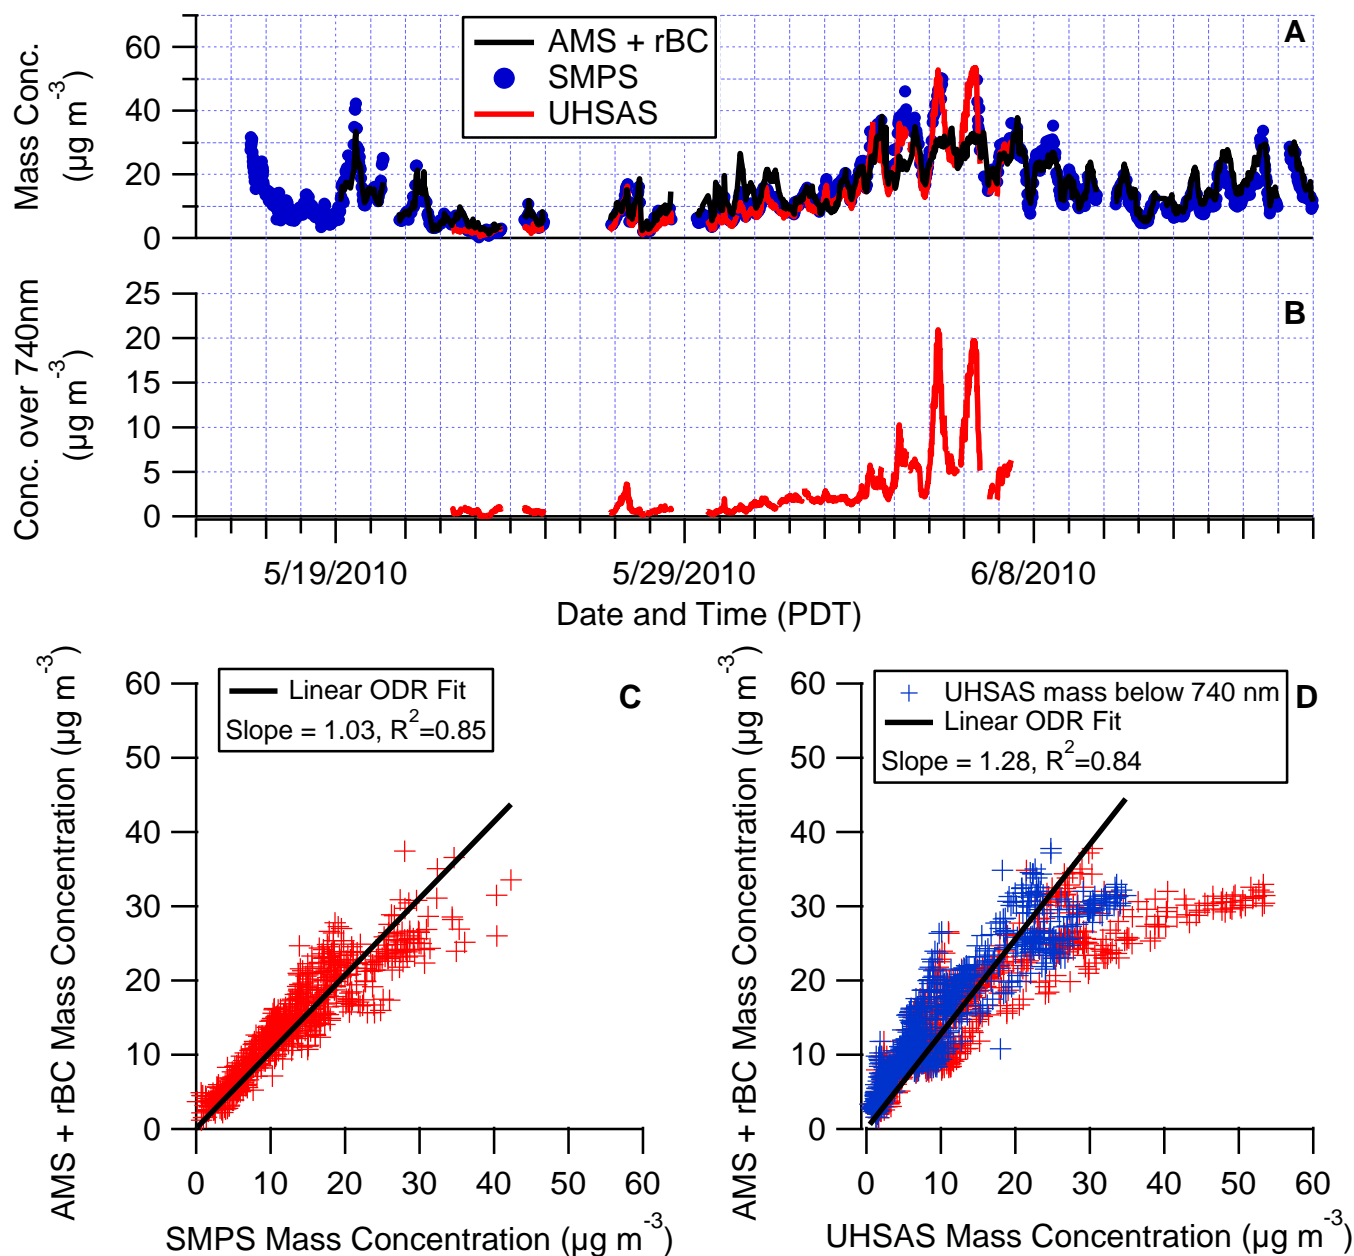 A
AMS + rBC
SMPS
UHSAS
Mass Conc.
(µg m-3)
60
40
20
0
B
Conc. over 740nm
(µg m-3)
25
20
15
10
5
0
5/19/2010 5/29/2010 6/8/2010
Date and Time (PDT)
C
Linear ODR Fit
Slope = 1.03, R2=0.85
AMS + rBC Mass Concentration (µg m-3)
60
50
40
30
20
10
0
0 10 20 30 40 50 60
SMPS Mass Concentration (µg m-3)
D
UHSAS mass below 740 nm
Linear ODR Fit
Slope = 1.28, R2=0.84
AMS + rBC Mass Concentration (µg m-3)
60
50
40
30
20
10
0
0 10 20 30 40 50 60
UHSAS Mass Concentration (µg m-3)